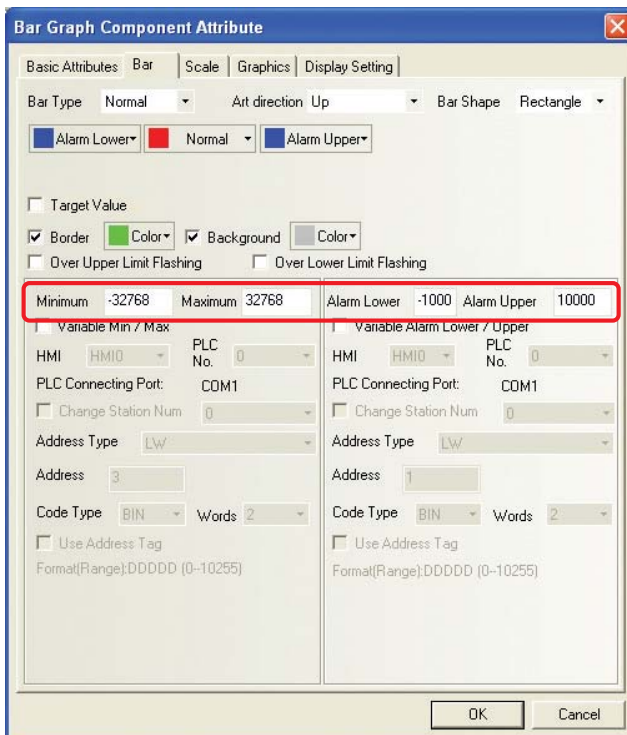 Bar Graph Component Attribute
Basic Attributes Bar Scale Graphics Display Setting
Bar Type Normal Art direction Up Bar Shape Rectangle
Alarm Lower Normal Alarm Upper
Target Value
Border Color Background Color
Over Upper Limit Flashing Over Lower Limit Flashing
Minimum -32768 Maximum 32768 Alarm Lower -1000 Alarm Upper 10000
Variable Min / Max Variable Alarm Lower / Upper
HMI HMI0 PLC No. 0 HMI HMI0 PLC No. 0
PLC Connecting Port: COM1 PLC Connecting Port: COM1
Change Station Num 0 Change Station Num 0
Address Type LW Address Type LW
Address 3 Address 1
Code Type BIN Words 2 Code Type BIN Words 2
Use Address Tag Use Address Tag
Format(Range):DDDDD (0--10255) Format(Range):DDDDD (0--10255)
OK Cancel